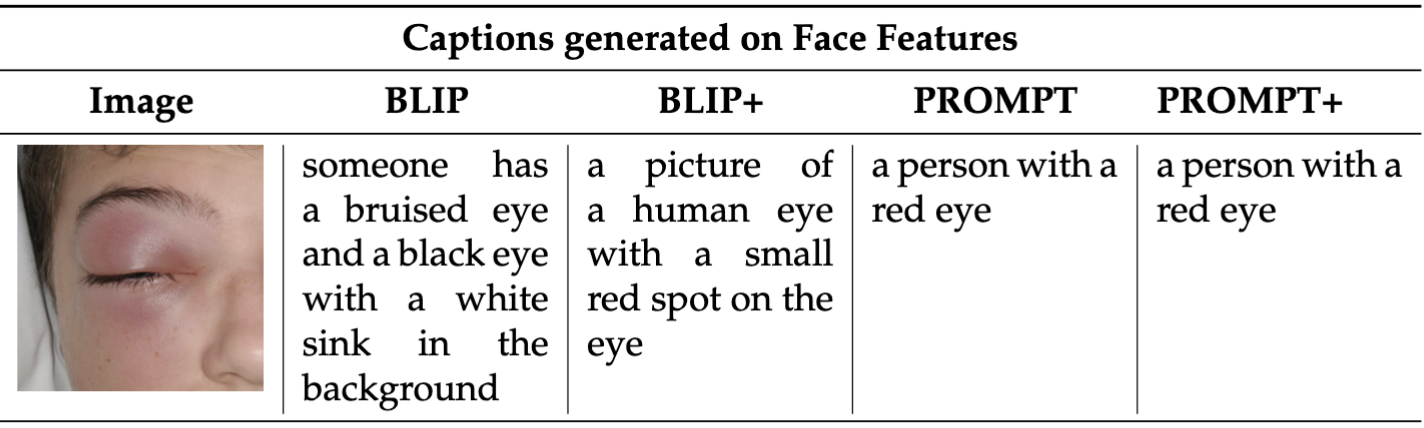 Captions generated on Face Features
Image BLIP BLIP+ PROMPT PROMPT+
someone has
a bruised eye
and a black eye
with a white
sink in the
background
a picture of
a human eye
with a small
red spot on the
eye
a person with a
red eye
a person with a
red eye